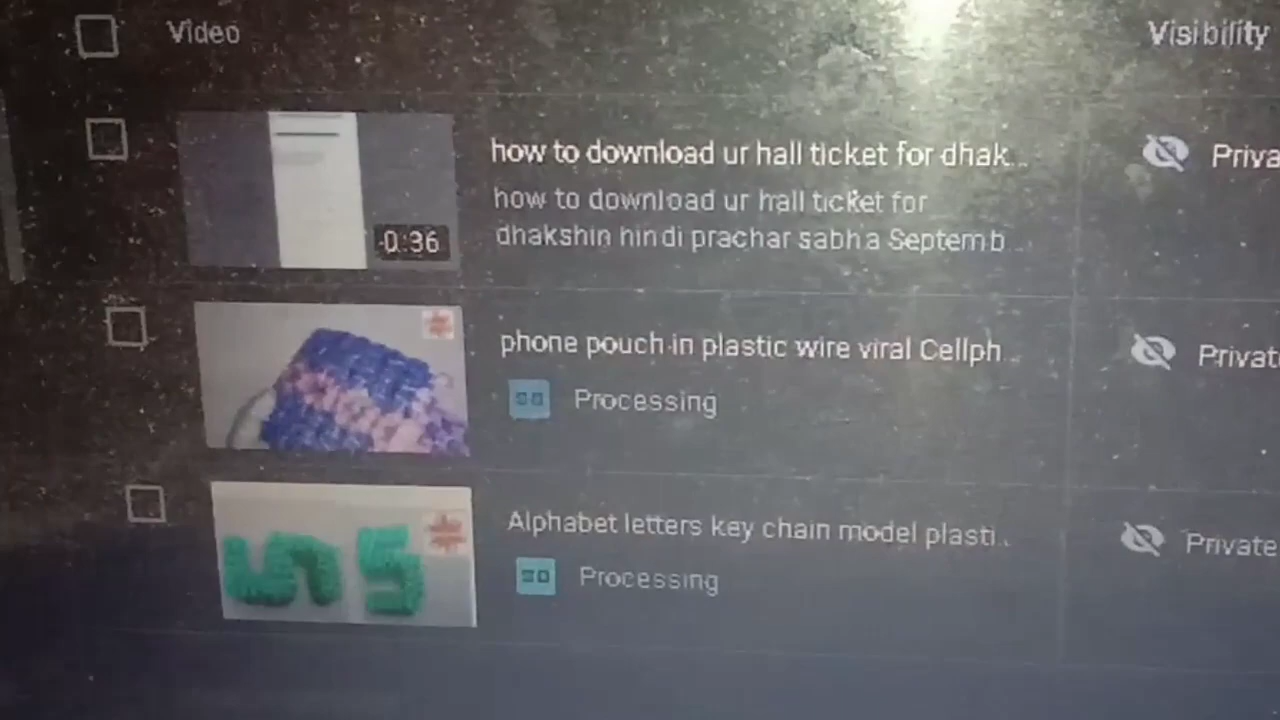 Video
Visibility
how to download ur hall ticket for dhak...
Priva
how to download ur hall ticket for
dhakshin hindi prachar sabha Septemb...
0:36
phone pouch in plastic wire viral Cellph...
Privat
Processing
Alphabet letters key chain model plasti...
Private
Processing